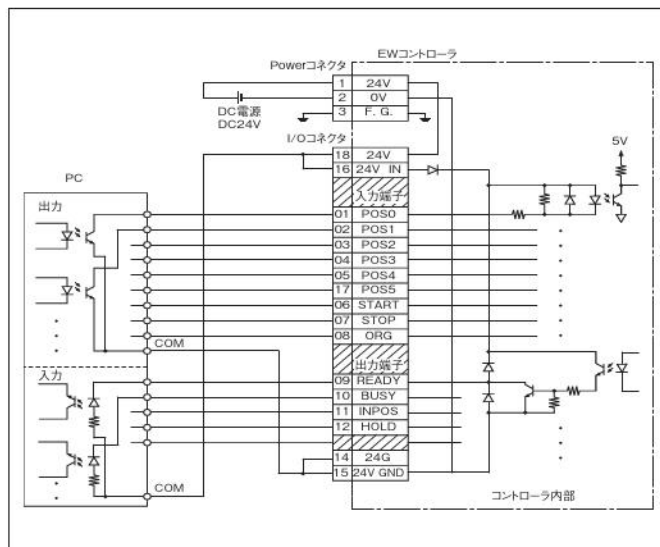 EWコントローラ
Powerコネクタ
1 24V
2 0V
3 F. G.
DC電源
DC24V
I/Oコネクタ
18 24V
16 24V IN
5V
PC
出力
入力端子
01 POS0
02 POS1
03 POS2
04 POS3
05 POS4
17 POS5
06 START
07 STOP
08 ORG
COM
出力端子
入力
09 READY
10 BUSY
11 INPOS
12 HOLD
14 24G
15 24V GND
COM
コントローラ内部